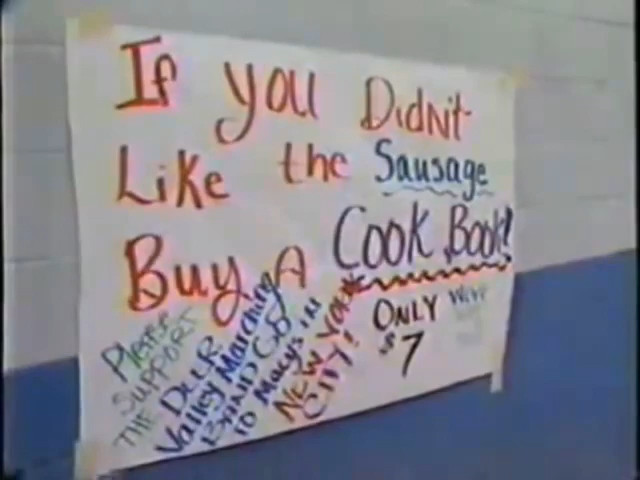 If you Didn't
Like the Sausage
Buy A Cook Book!
ONLY
$7
Please
Support
THE DEER
Valley Marching
BAND GO
TO Macys IN
NEW YORK
CITY!